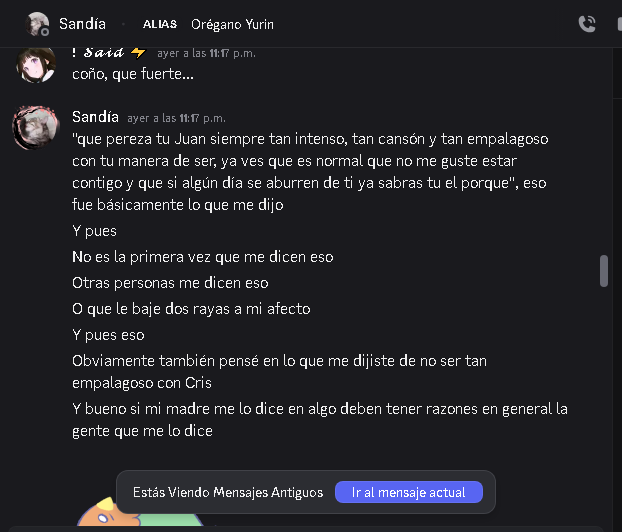 Sandía ALIAS Orégano Yurin
! 𝓢𝓪𝓲𝓭 ⚡ ayer a las 11:17 p.m.
coño, que fuerte...
Sandía ayer a las 11:17 p.m.
"que pereza tu Juan siempre tan intenso, tan cansón y tan empalagoso
con tu manera de ser, ya ves que es normal que no me guste estar
contigo y que si algún día se aburren de ti ya sabras tu el porque", eso
fue básicamente lo que me dijo
Y pues
No es la primera vez que me dicen eso
Otras personas me dicen eso
O que le baje dos rayas a mi afecto
Y pues eso
Obviamente también pensé en lo que me dijiste de no ser tan
empalagoso con Cris
Y bueno si mi madre me lo dice en algo deben tener razones en general la
gente que me lo dice
Estás Viendo Mensajes Antiguos Ir al mensaje actual